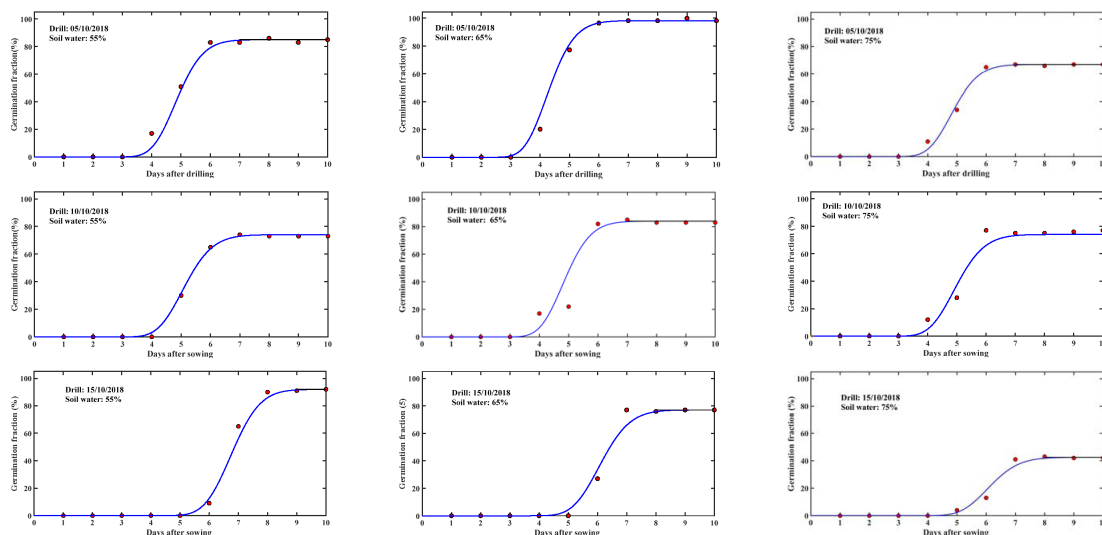 Drill: 05/10/2018
Soil water: 55%
Germination fraction(%)
0
20
40
60
80
100
0 1 2 3 4 5 6 7 8 9 10
Days after drilling
Drill: 05/10/2018
Soil water: 65%
Germination fraction (%)
0
20
40
60
80
100
0 1 2 3 4 5 6 7 8 9 10
Days after drilling
Drill: 05/10/2018
Soil water: 75%
Germination fraction(%)
0
20
40
60
80
100
0 1 2 3 4 5 6 7 8 9
Days after drilling
Drill: 10/10/2018
Soil water: 55%
Germination fraction(%)
0
20
40
60
80
100
0 1 2 3 4 5 6 7 8 9 10
Days after sowing
Drill: 10/10/2018
Soil water: 65%
Germination fraction (%)
0
20
40
60
80
100
0 1 2 3 4 5 6 7 8 9 10
Days after sowing
Drill: 10/10/2018
Soil water: 75%
Germination fraction (%)
0
20
40
60
80
100
0 1 2 3 4 5 6 7 8 9
Days after sowing
Drill: 15/10/2018
Soil water: 55%
Germination fraction (%)
0
20
40
60
80
100
0 1 2 3 4 5 6 7 8 9 10
Days after sowing
Drill: 15/10/2018
Soil water: 65%
Germination fraction (5)
0
20
40
60
80
100
0 1 2 3 4 5 6 7 8 9 10
Days after sowing
Drill: 15/10/2018
Soil water: 75%
Germination fraction (%)
0
20
40
60
80
100
0 1 2 3 4 5 6 7 8 9
Days after sowing